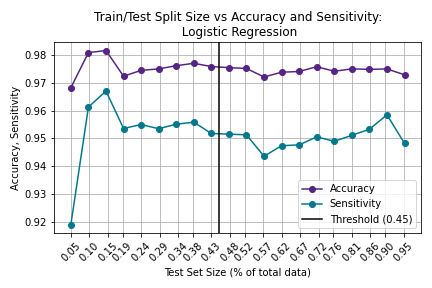 Train/Test Split Size vs Accuracy and Sensitivity:
Logistic Regression
Accuracy, Sensitivity
0.98
0.97
0.96
0.95
0.94
0.93
0.92
Accuracy
Sensitivity
Threshold (0.45)
0.05 0.10 0.15 0.19 0.24 0.29 0.34 0.38 0.43 0.48 0.52 0.57 0.62 0.67 0.72 0.76 0.81 0.86 0.90 0.95
Test Set Size (% of total data)